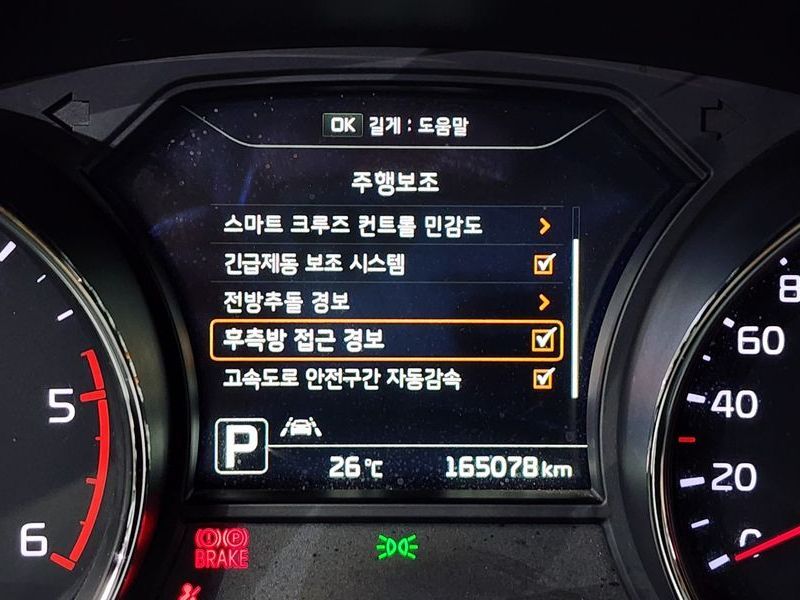 OK 길게 : 도움말
주행보조
스마트 크루즈 컨트롤 민감도
긴급제동 보조 시스템
전방추돌 경보
후측방 접근 경보
고속도로 안전구간 자동감속
P
26℃ 165078 km
5
6
80
60
40
20
0
(P)
BRAKE